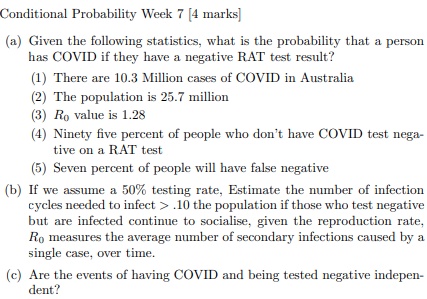 Conditional Probability Week 7 [4 marks]
(a) Given the following statistics, what is the probability that a person
has COVID if they have a negative RAT test result?
(1) There are 10.3 Million cases of COVID in Australia
(2) The population is 25.7 million
(3) R₀ value is 1.28
(4) Ninety five percent of people who don't have COVID test nega-
tive on a RAT test
(5) Seven percent of people will have false negative
(b) If we assume a 50% testing rate, Estimate the number of infection
cycles needed to infect > .10 the population if those who test negative
but are infected continue to socialise, given the reproduction rate,
R₀ measures the average number of secondary infections caused by a
single case, over time.
(c) Are the events of having COVID and being tested negative indepen-
dent?